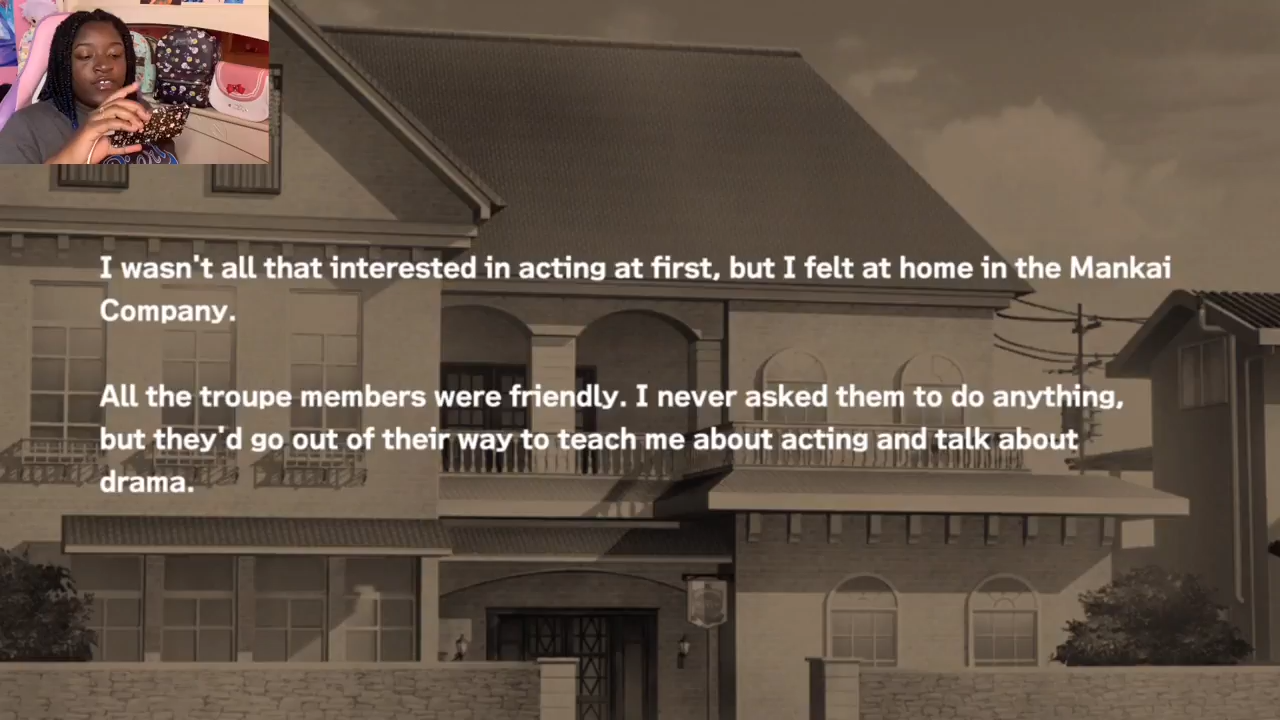 I wasn't all that interested in acting at first, but I felt at home in the Mankai
Company.
All the troupe members were friendly. I never asked them to do anything,
but they'd go out of their way to teach me about acting and talk about
drama.